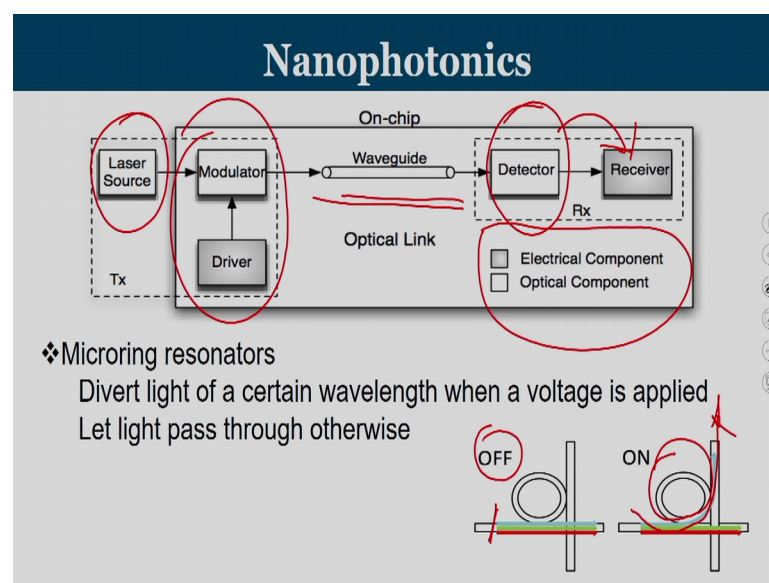 Nanophotonics
On-chip
Laser
Source
Modulator
Waveguide
Detector
Receiver
Driver
Optical Link
Tx
Rx
Electrical Component
Optical Component
❖Microring resonators
Divert light of a certain wavelength when a voltage is applied
Let light pass through otherwise
OFF
ON